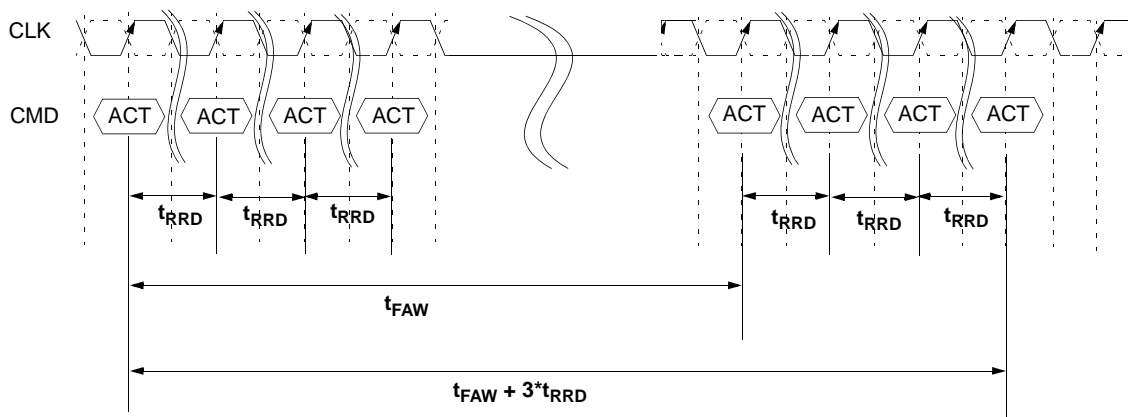 CLK
CMD
ACT ACT ACT ACT ACT ACT ACT ACT
tRRD tRRD tRRD tRRD tRRD tRRD
tFAW
tFAW + 3*tRRD